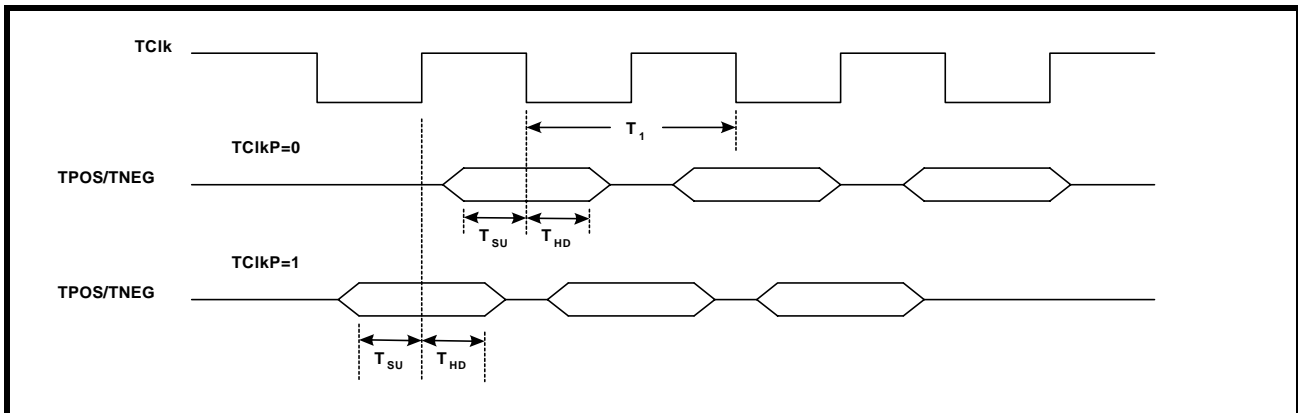 TClk
T1
TClkP=0
TPOS/TNEG
TSU THD
TClkP=1
TPOS/TNEG
TSU THD